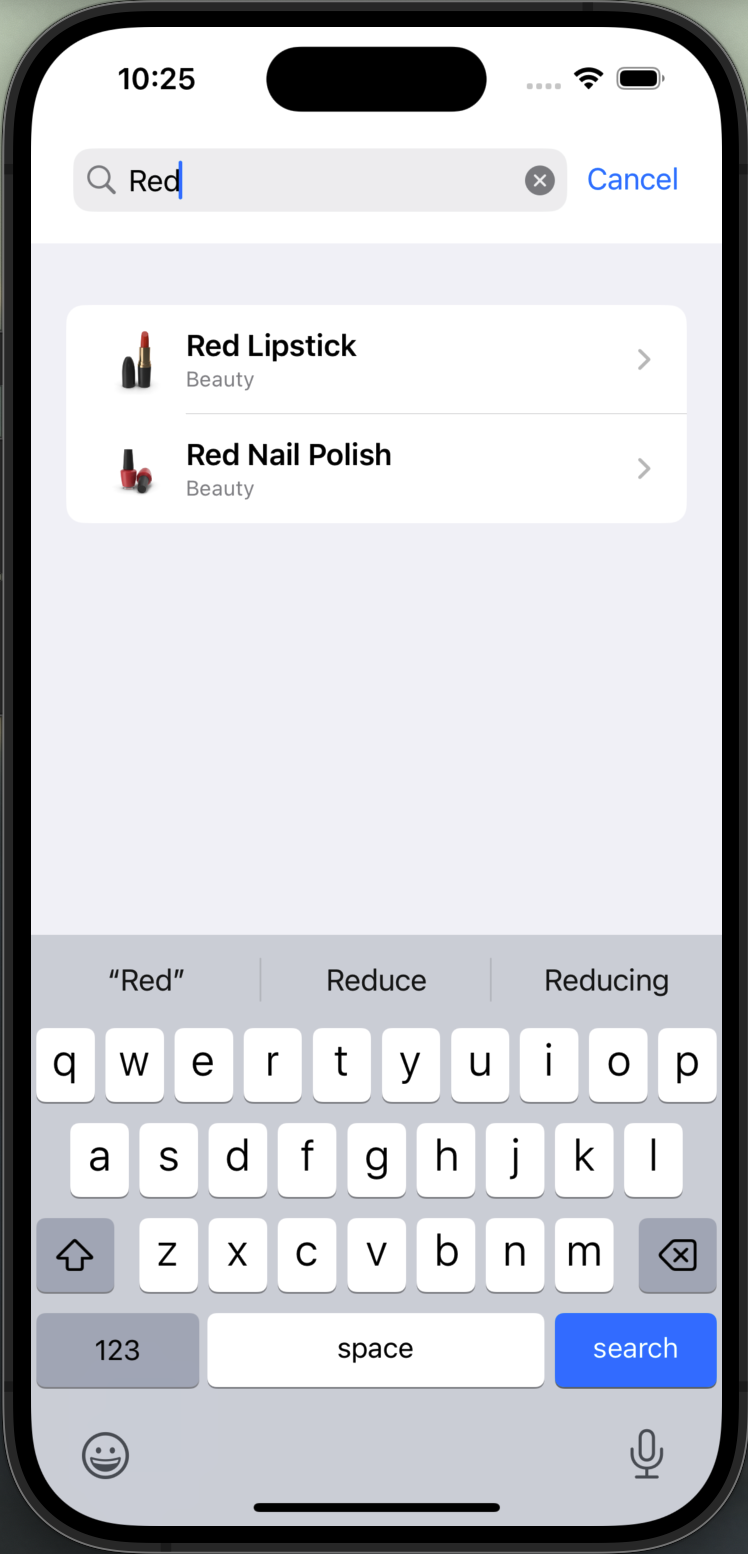 10:25
Red
Cancel
Red Lipstick
Beauty
Red Nail Polish
Beauty
“Red” Reduce Reducing
q w e r t y u i o p
a s d f g h j k l
z x c v b n m
123 space search